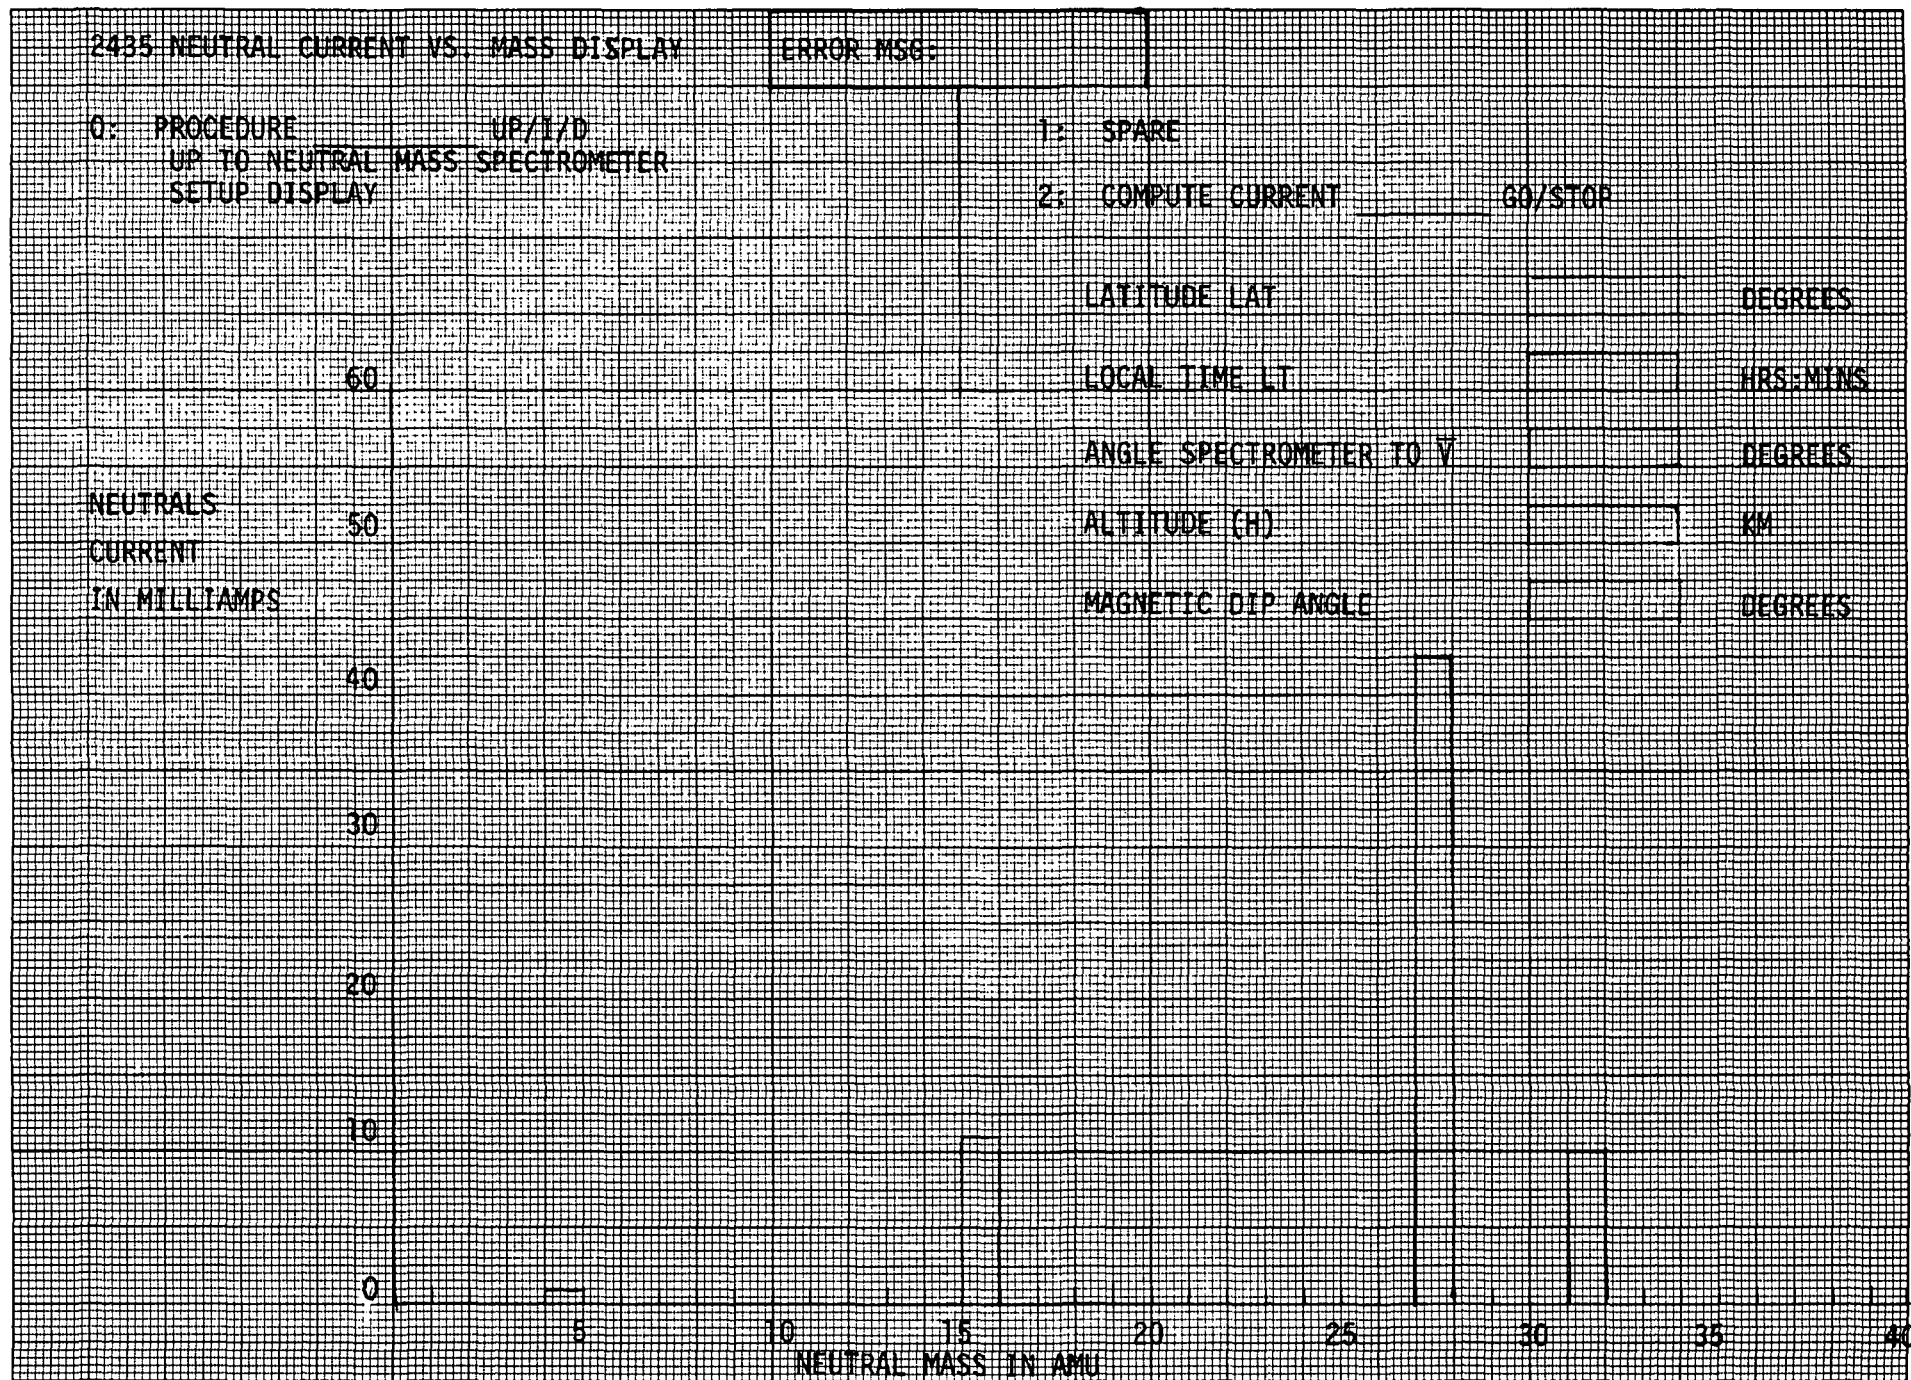 2435 NEUTRAL CURRENT VS. MASS DISPLAY
ERROR MSG:
0: PROCEDURE ________ UP/I/D
UP TO NEUTRAL MASS SPECTROMETER
SETUP DISPLAY
1: SPARE
2: COMPUTE CURRENT ________ GO/STOP
LATITUDE LAT DEGREES
LOCAL TIME LT HRS:MINS
ANGLE SPECTROMETER TO V̅ DEGREES
ALTITUDE (H) KM
MAGNETIC DIP ANGLE DEGREES
NEUTRALS
CURRENT
IN MILLIAMPS
60
50
40
30
20
10
0
5 10 15 20 25 30 35 40
NEUTRAL MASS IN AMU